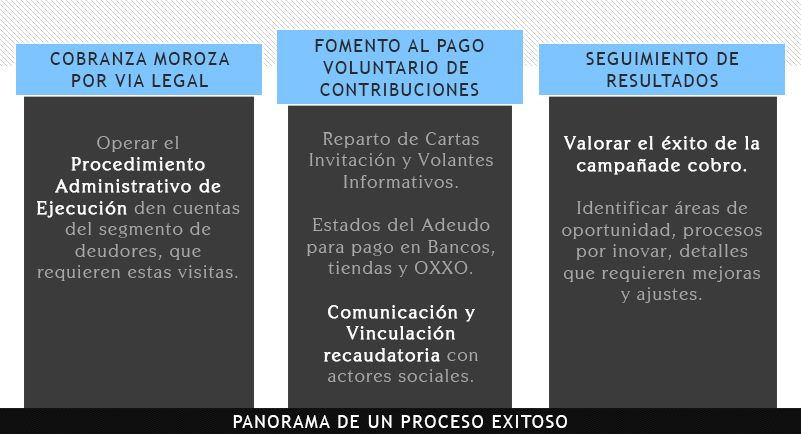 COBRANZA MOROZA
POR VIA LEGAL
Operar el
Procedimiento
Administrativo de
Ejecución den cuentas
del segmento de
deudores, que
requieren estas visitas.
FOMENTO AL PAGO
VOLUNTARIO DE
CONTRIBUCIONES
Reparto de Cartas
Invitación y Volantes
Informativos.
Estados del Adeudo
para pago en Bancos,
tiendas y OXXO.
Comunicación y
Vinculación
recaudatoria con
actores sociales.
SEGUIMIENTO DE
RESULTADOS
Valorar el éxito de la
campañade cobro.
Identificar áreas de
oportunidad, procesos
por inovar, detalles
que requieren mejoras
y ajustes.
PANORAMA DE UN PROCESO EXITOSO